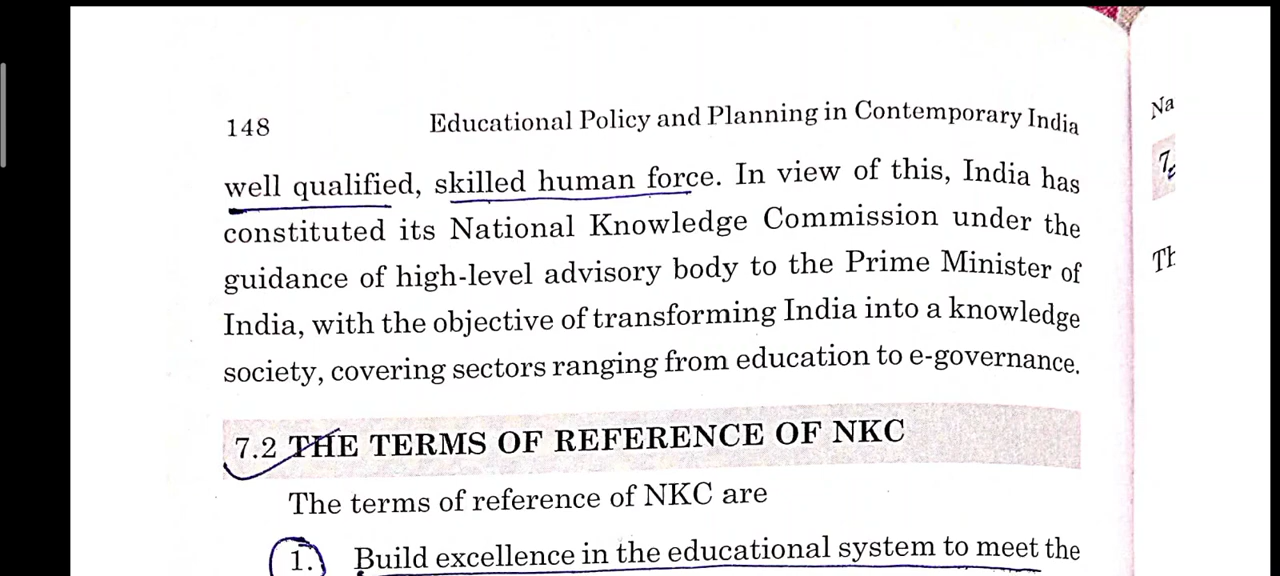 148 Educational Policy and Planning in Contemporary India
well qualified, skilled human force. In view of this, India has
constituted its National Knowledge Commission under the
guidance of high-level advisory body to the Prime Minister of
India, with the objective of transforming India into a knowledge
society, covering sectors ranging from education to e-governance.
7.2 THE TERMS OF REFERENCE OF NKC
The terms of reference of NKC are
1. Build excellence in the educational system to meet the
Na
7.
Th